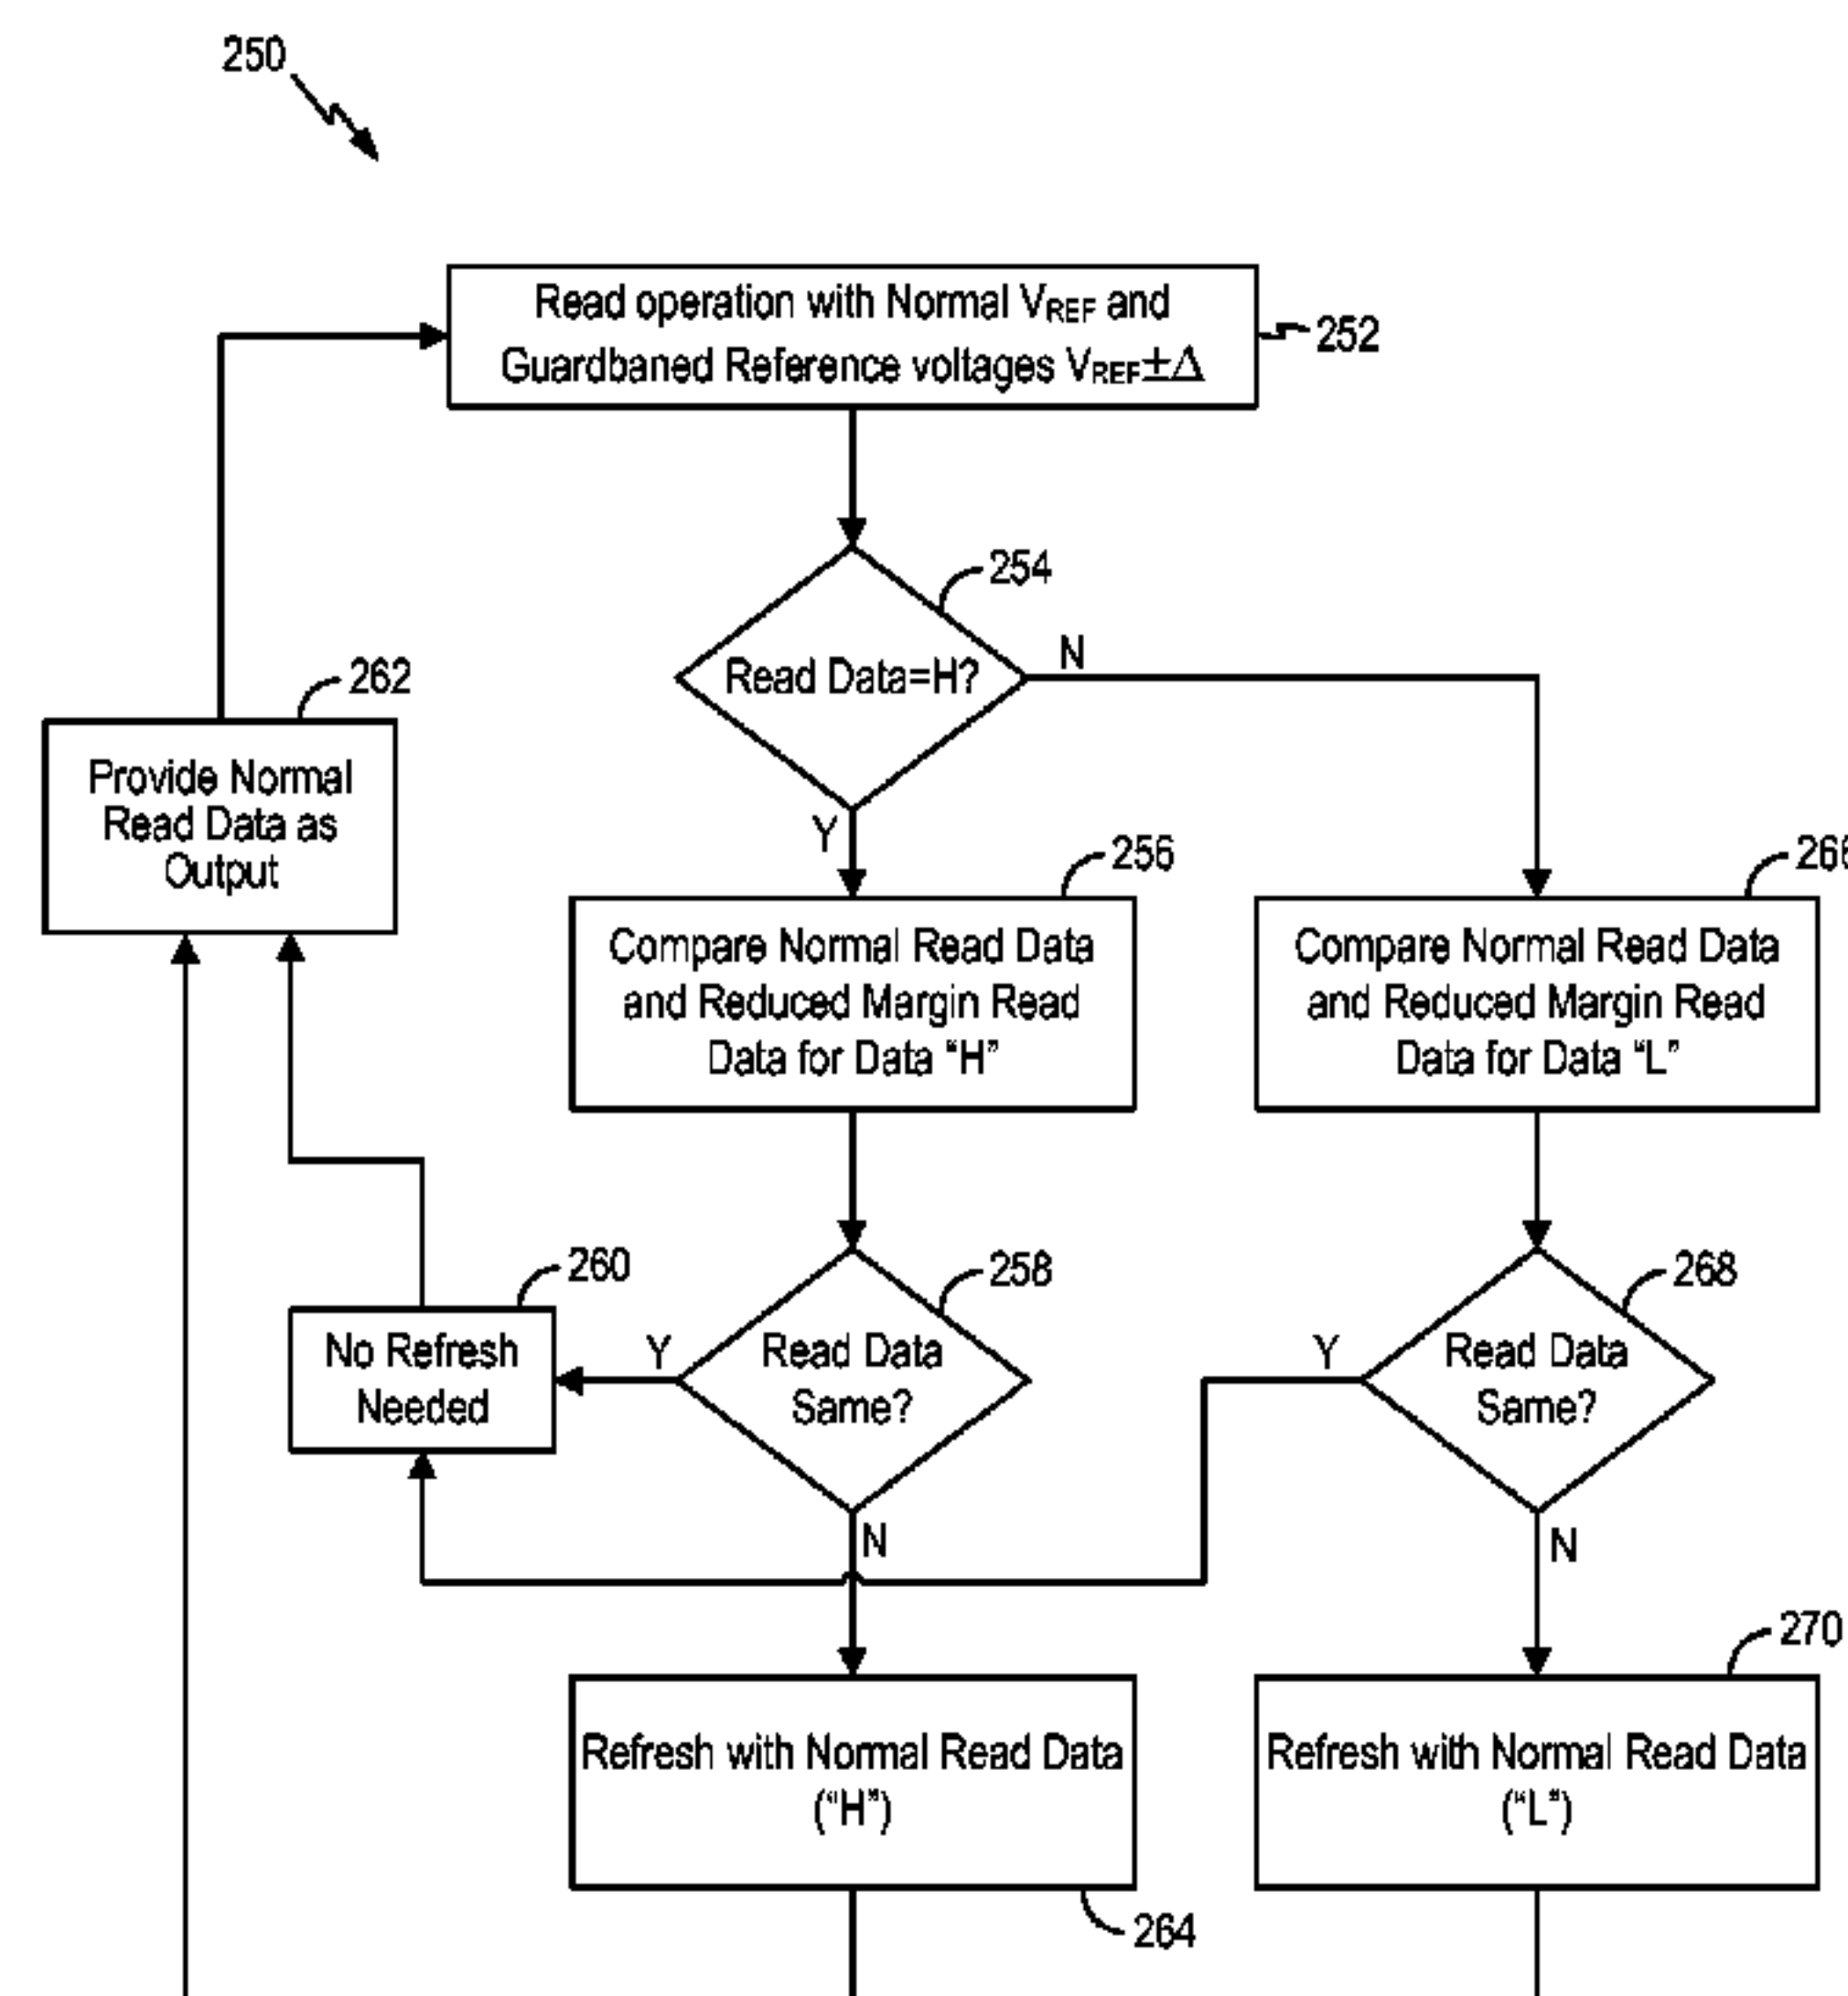 250
Read operation with Normal VREF and
Guardbaned Reference voltages VREF±Δ
252
254
Read Data=H?
N
Y
262
Provide Normal
Read Data as
Output
256
Compare Normal Read Data
and Reduced Margin Read
Data for Data “H”
266
Compare Normal Read Data
and Reduced Margin Read
Data for Data “L”
260
No Refresh
Needed
258
Y
Read Data
Same?
N
268
Y
Read Data
Same?
N
Refresh with Normal Read Data
(“H”)
264
270
Refresh with Normal Read Data
(“L”)